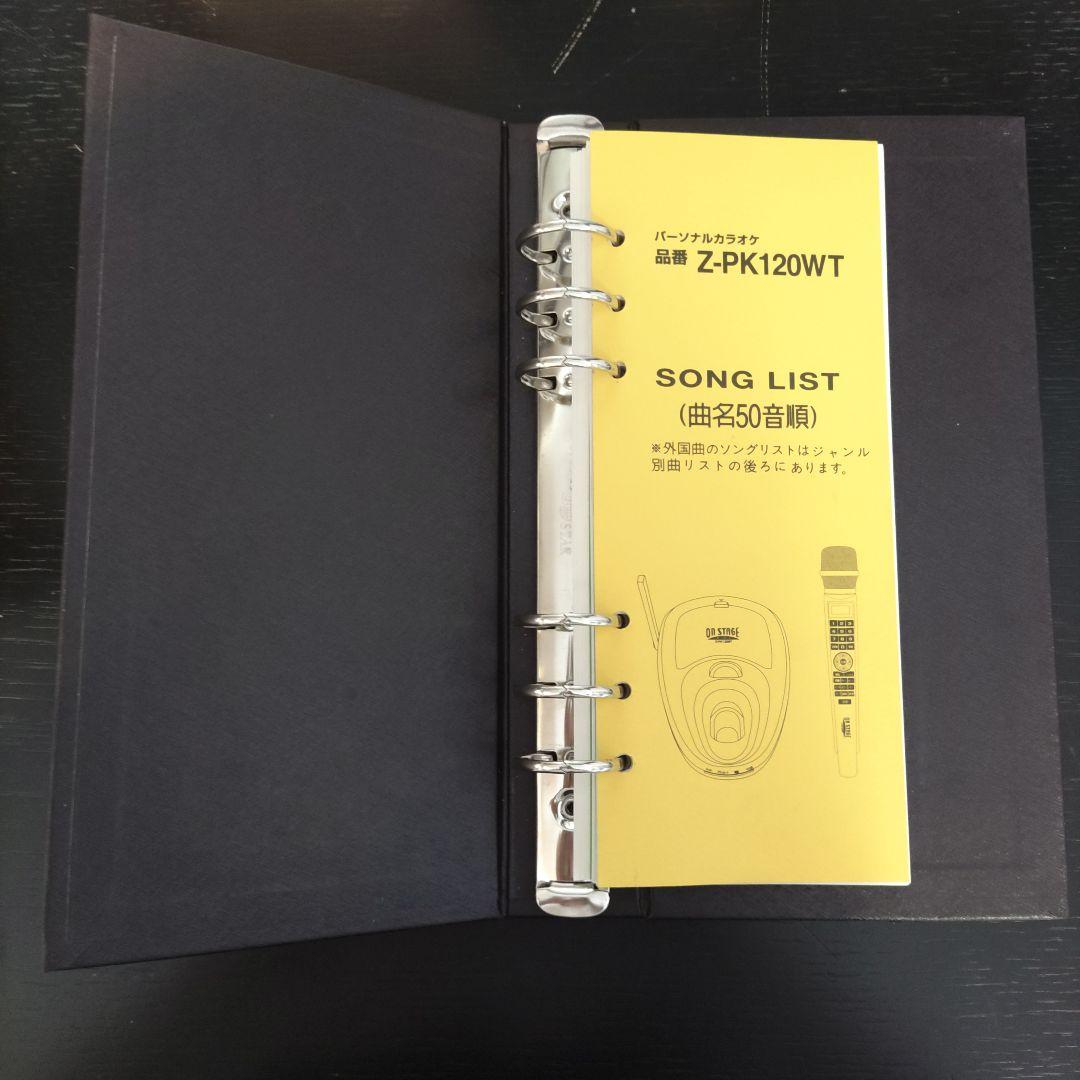 パーソナルカラオケ
品番 Z-PK120WT
SONG LIST
(曲名50音順)
※外国曲のソングリストはジャンル
別曲リストの後ろにあります。
ON STAGE
ON STAGE